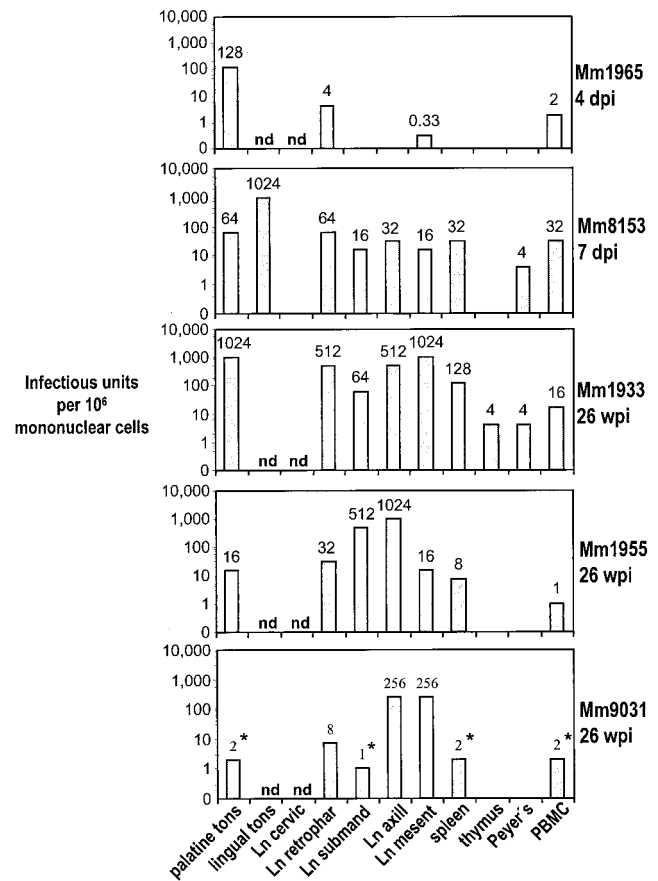 10,000
1,000
100
10
1
0
128
nd
nd
4
0.33
2
Mm1965
4 dpi
10,000
1,000
100
10
1
0
64
1024
64
16
32
16
32
4
32
Mm8153
7 dpi
Infectious units
per 10⁶
mononuclear cells
10,000
1,000
100
10
1
0
1024
nd
nd
512
64
512
1024
128
4
4
16
Mm1933
26 wpi
10,000
1,000
100
10
1
0
16
nd
nd
32
512
1024
16
8
1
Mm1955
26 wpi
10,000
1,000
100
10
1
0
2*
nd
nd
8
1*
256
256
2*
2*
Mm9031
26 wpi
palatine tons
lingual tons
Ln cervic
Ln retrophar
Ln submand
Ln axill
Ln mesent
spleen
thymus
Peyer´s
PBMC